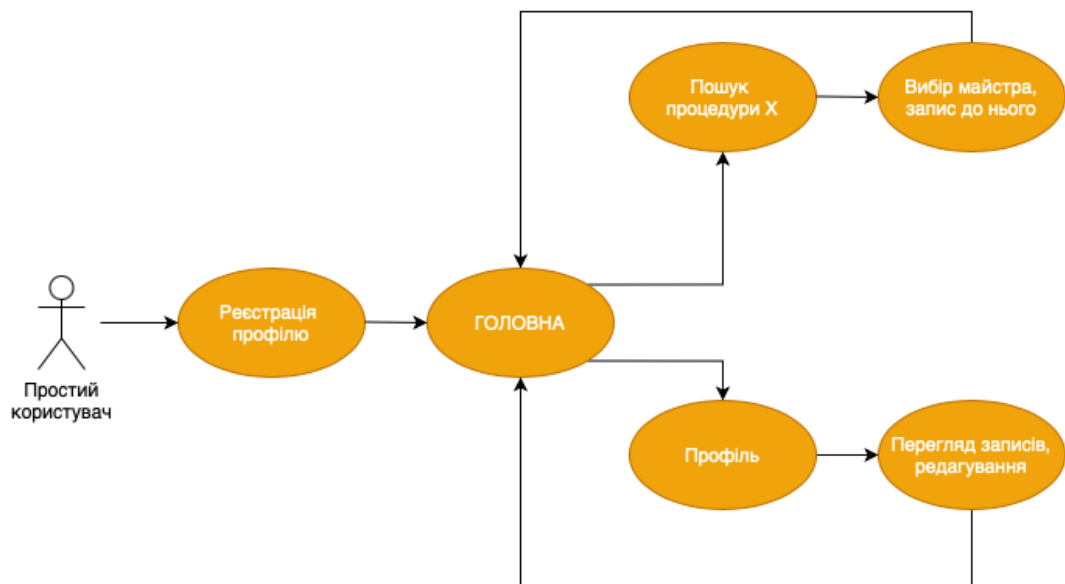 Пошук
процедури X
Вибір майстра,
запис до нього
Реєстрація
профілю
ГОЛОВНА
Простий
користувач
Профіль
Перегляд записів,
редагування